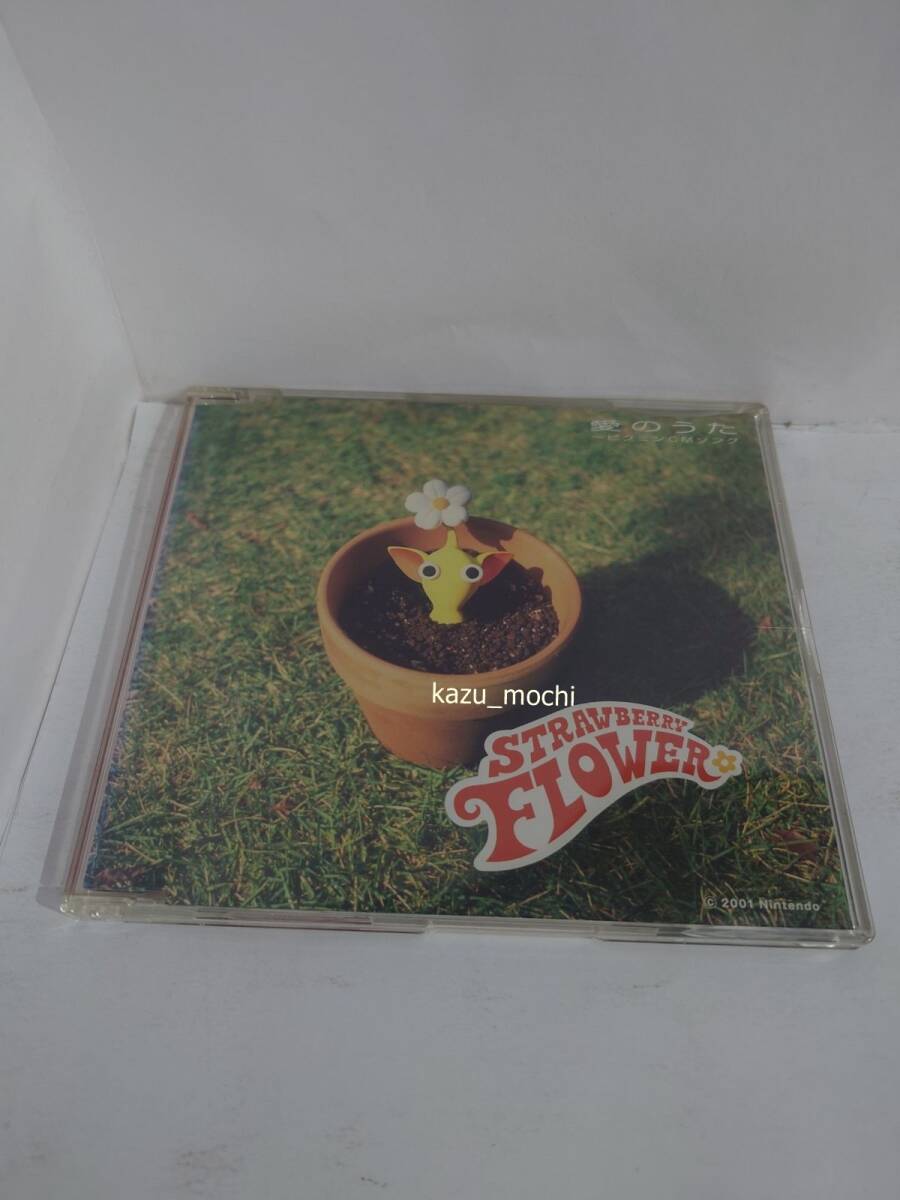 愛のうた
～ピクミンCMソング
kazu_mochi
STRAWBERRY
FLOWER
© 2001 Nintendo